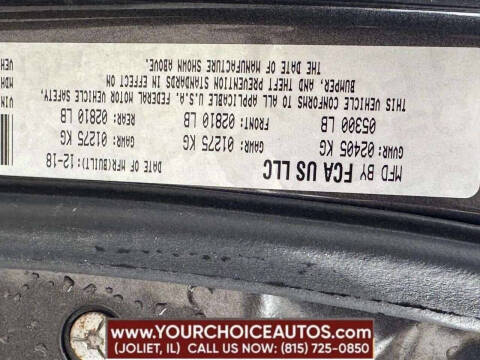 MFD BY FCA US LLC DATE OF MFR(BUILT): 12-18 VIN
GVWR: 02405 KG GAWR: 01275 KG GAWR: 01275 KG MDH
05300 LB FRONT: 02810 LB REAR: 02810 LB
THIS VEHICLE CONFORMS TO ALL APPLICABLE U.S.A. FEDERAL MOTOR VEHICLE SAFETY,
BUMPER, AND THEFT PREVENTION STANDARDS IN EFFECT ON
THE DATE OF MANUFACTURE SHOWN ABOVE. VEH
WWW.YOURCHOICEAUTOS.COM
(JOLIET, IL) CALL US NOW: (815) 725-0850